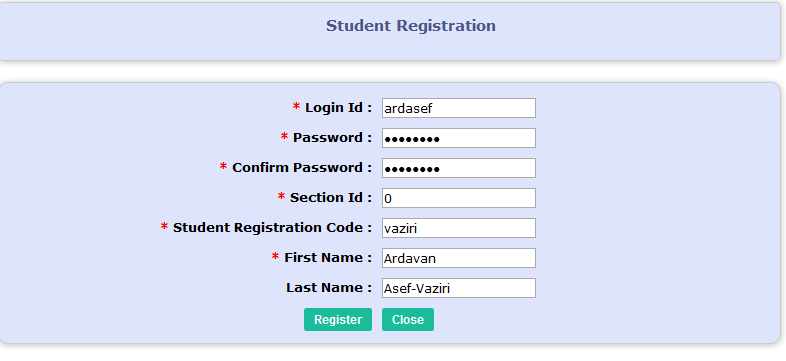 Student Registration
* Login Id : ardasef
* Password : ••••••••
* Confirm Password : ••••••••
* Section Id : 0
* Student Registration Code : vaziri
* First Name : Ardavan
Last Name : Asef-Vaziri
Register Close